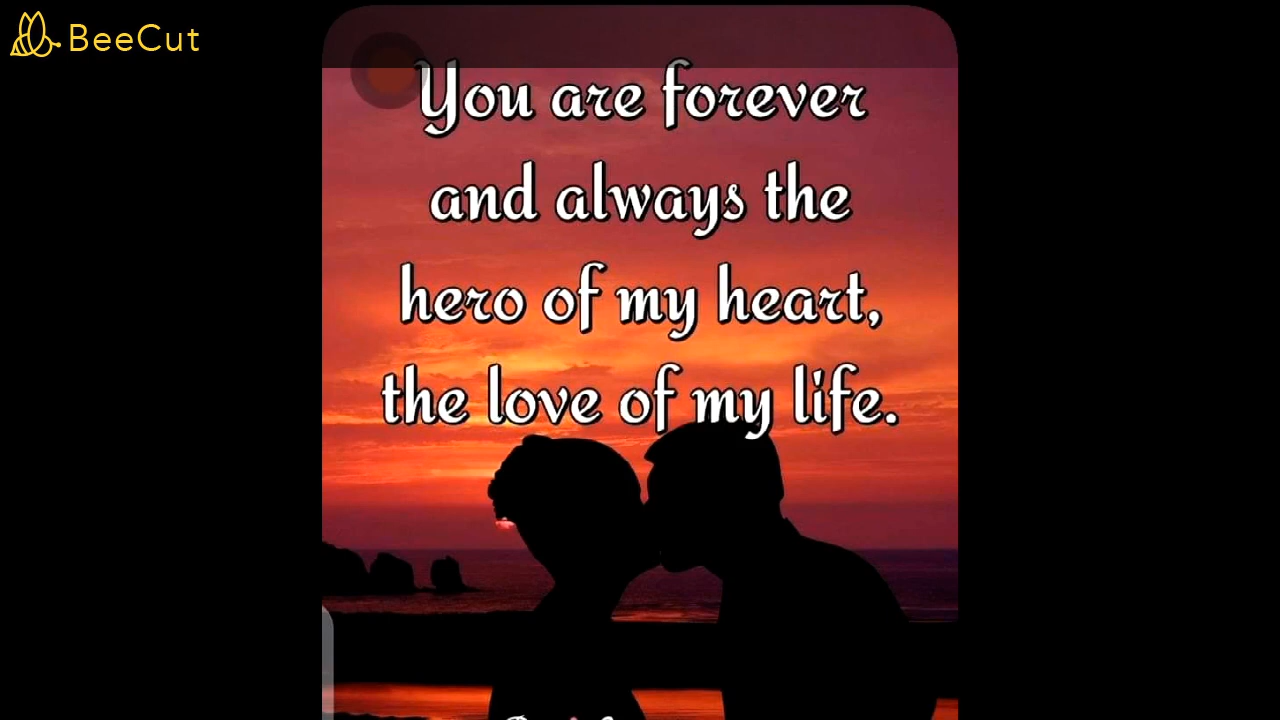 BeeCut
You are forever
and always the
hero of my heart,
the love of my life.